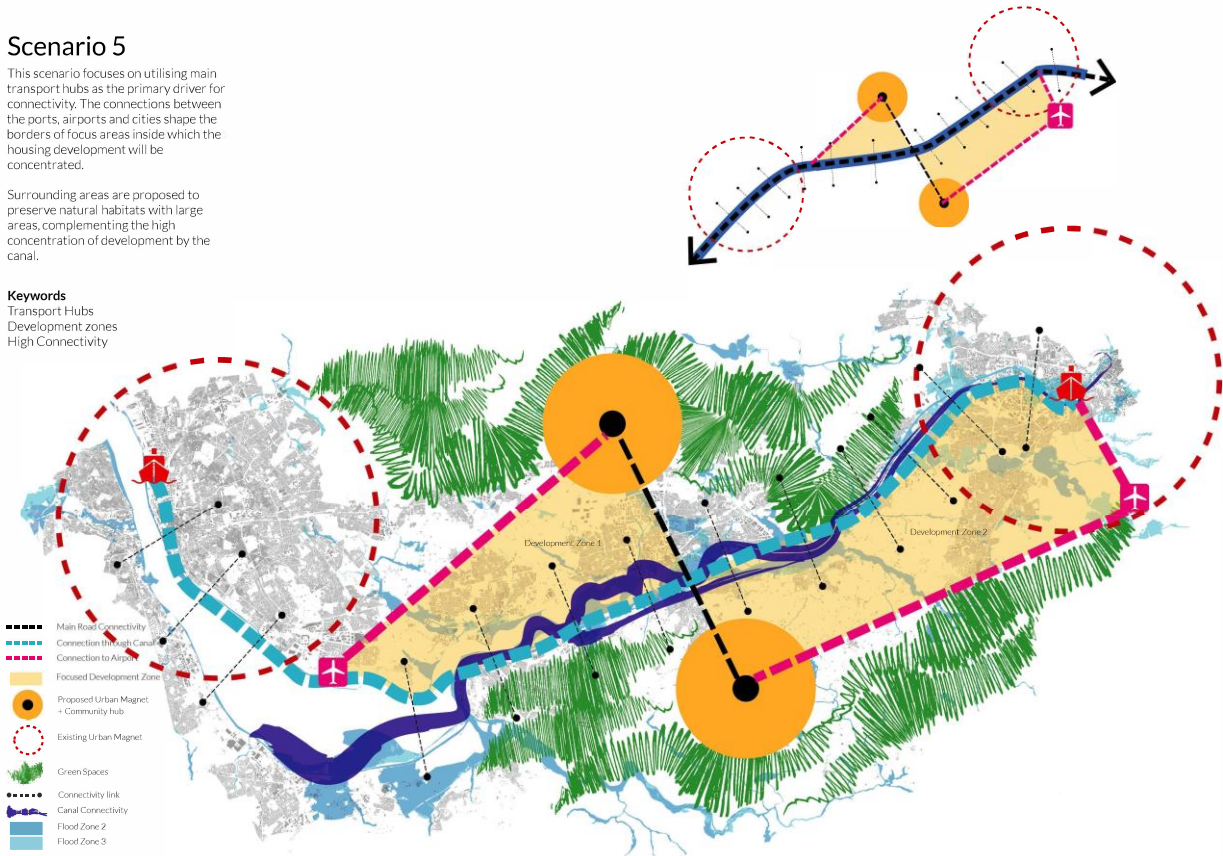 Scenario 5
This scenario focuses on utilising main
transport hubs as the primary driver for
connectivity. The connections between
the ports, airports and cities shape the
borders of focus areas inside which the
housing development will be
concentrated.
Surrounding areas are proposed to
preserve natural habitats with large
areas, complementing the high
concentration of development by the
canal.
Keywords
Transport Hubs
Development zones
High Connectivity
Development Zone 1
Development Zone 2
Main Road Connectivity
Connection through Canal
Connection to Airport
Focused Development Zone
Proposed Urban Magnet
+ Community hub
Existing Urban Magnet
Green Spaces
Connectivity link
Canal Connectivity
Flood Zone 2
Flood Zone 3